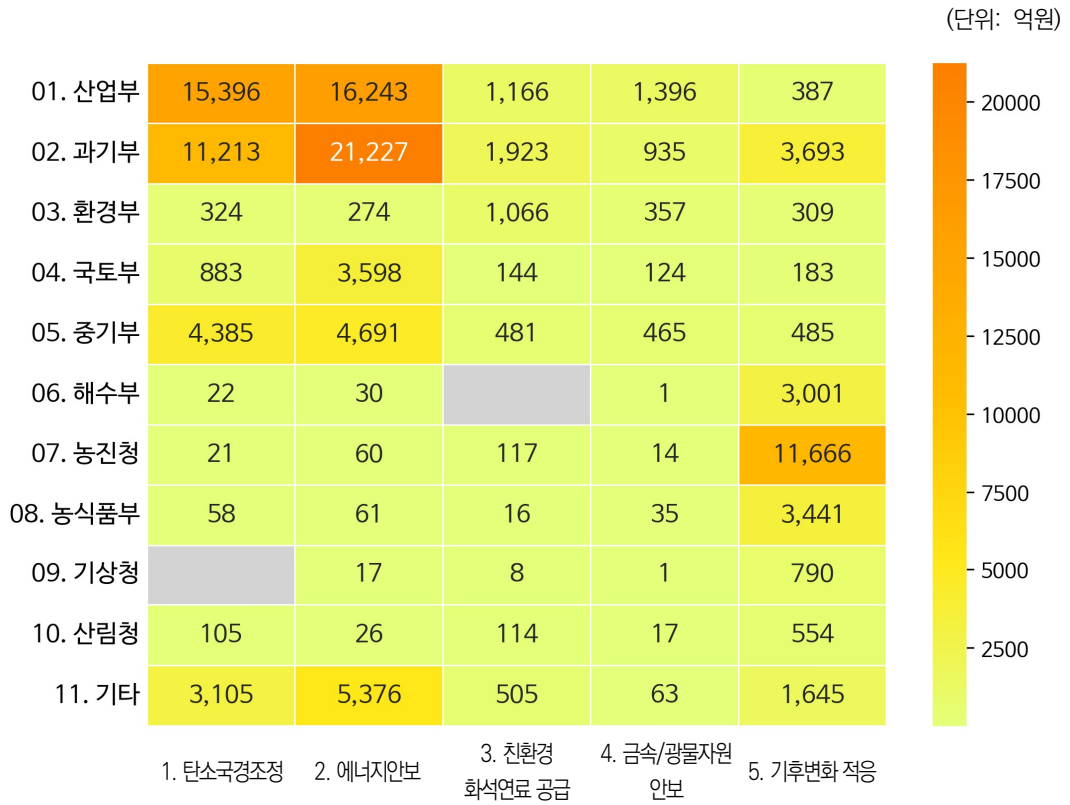 (단위: 억원)
01. 산업부 15,396 16,243 1,166 1,396 387
02. 과기부 11,213 21,227 1,923 935 3,693
03. 환경부 324 274 1,066 357 309
04. 국토부 883 3,598 144 124 183
05. 중기부 4,385 4,691 481 465 485
06. 해수부 22 30 1 3,001
07. 농진청 21 60 117 14 11,666
08. 농식품부 58 61 16 35 3,441
09. 기상청 17 8 1 790
10. 산림청 105 26 114 17 554
11. 기타 3,105 5,376 505 63 1,645
1. 탄소국경조정
2. 에너지안보
3. 친환경
화석연료 공급
4. 금속/광물자원
안보
5. 기후변화 적응
20000
17500
15000
12500
10000
7500
5000
2500